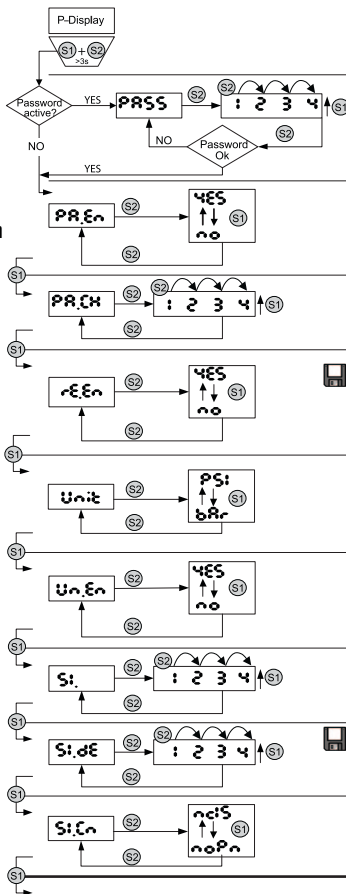 P-Display
S1 + S2
>3s
Password active?
YES
PASS
S2
S2
1 2 3 4
S1
S2
NO
Password Ok
NO
YES
PA.En
S2
YES
S1
no
S2
S1
PA.CH
S2
S2
1 2 3 4
S1
S2
S1
rE.En
S2
YES
S1
no
S2
S1
Unit
S2
PSI
S1
bAr
S2
S1
Un.En
S2
YES
S1
no
S2
S1
S1.
S2
S2
1 2 3 4
S1
S2
S1
S1.dE
S2
S2
1 2 3 4
S1
S2
S1
S1.Cn
S2
nclS
S1
noPn
S2
S1